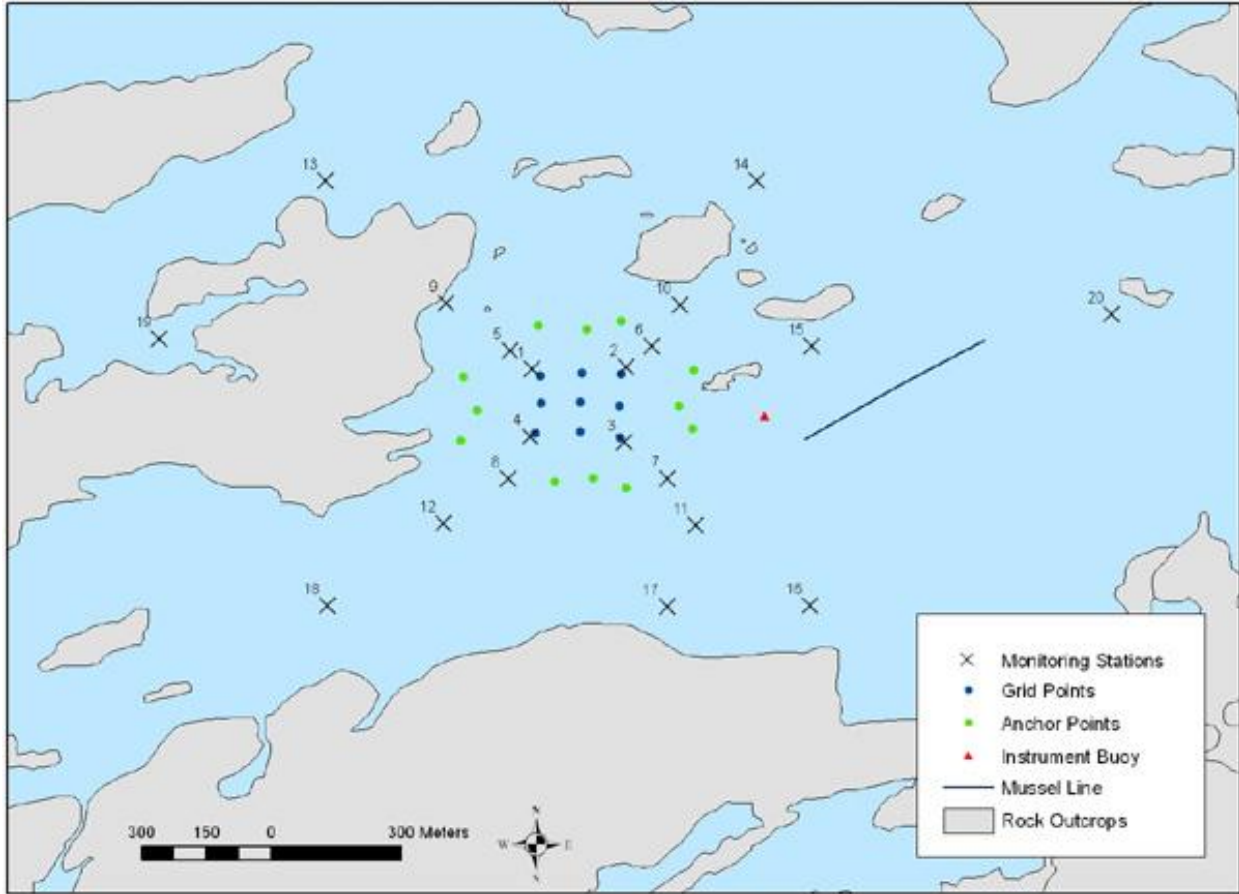 13
14
9
10
20
19
5
6
15
1
2
4
3
8
7
12
11
18
17
16
Monitoring Stations
Grid Points
Anchor Points
Instrument Buoy
Mussel Line
Rock Outcrops
300 150 0 300 Meters
N
W E
S